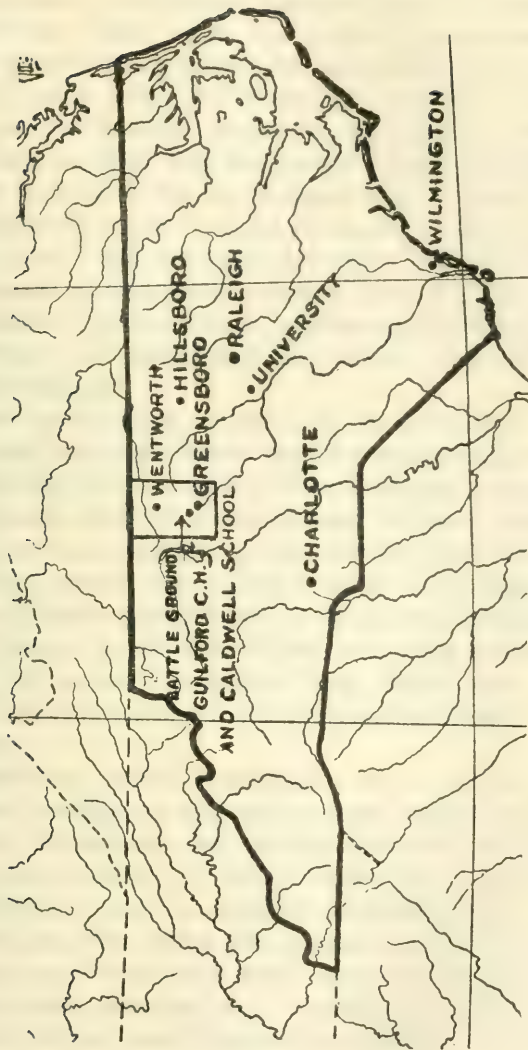 WENTWORTH
HILLSBORO
GREENSBORO
BATTLE GROUND
GUILFORD C.H.
AND CALDWELL SCHOOL
RALEIGH
UNIVERSITY
CHARLOTTE
WILMINGTON